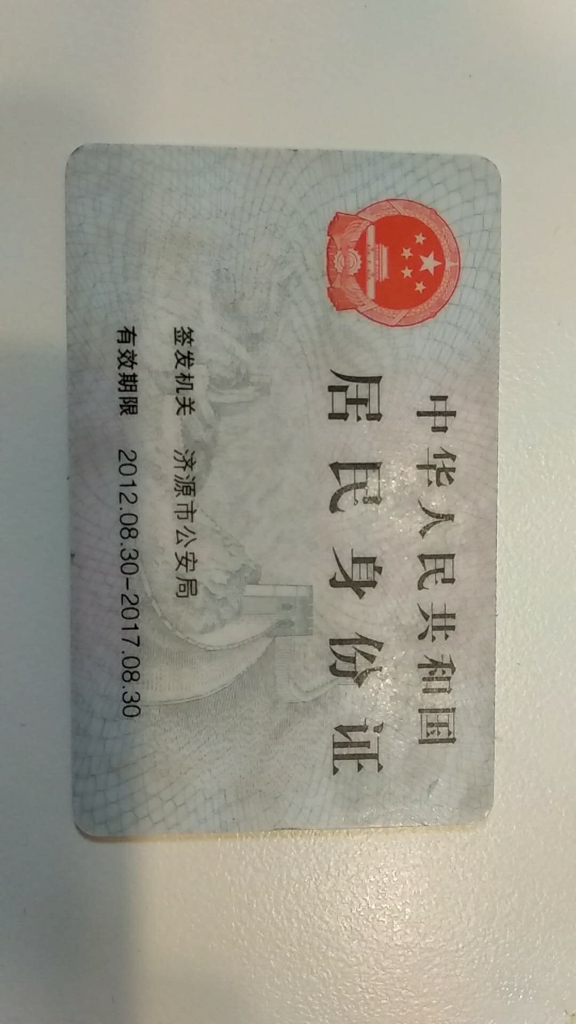 中华人民共和国
居民身份证
签发机关 济源市公安局
有效期限 2012.08.30-2017.08.30